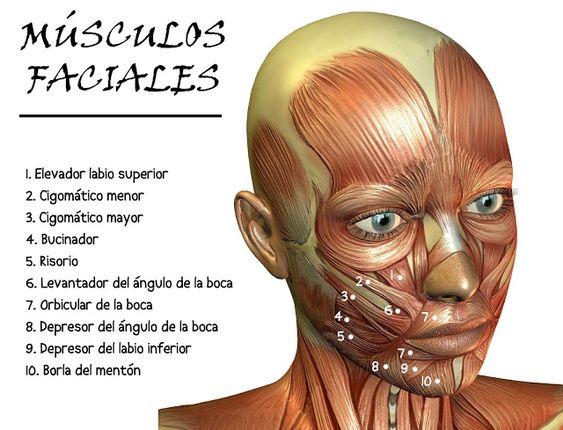 MÚSCULOS
FACIALES
1. Elevador labio superior
2. Cigomático menor
3. Cigomático mayor
4. Bucinador
5. Risorio
6. Levantador del ángulo de la boca
7. Orbicular de la boca
8. Depresor del ángulo de la boca
9. Depresor del labio inferior
10. Borla del mentón
1
2
3
6
4
7
5
7
8
9
10